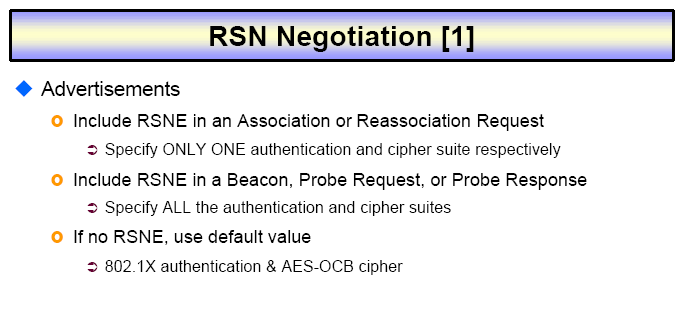 RSN Negotiation [1]
Advertisements
Include RSNE in an Association or Reassociation Request
Specify ONLY ONE authentication and cipher suite respectively
Include RSNE in a Beacon, Probe Request, or Probe Response
Specify ALL the authentication and cipher suites
If no RSNE, use default value
802.1X authentication & AES-OCB cipher